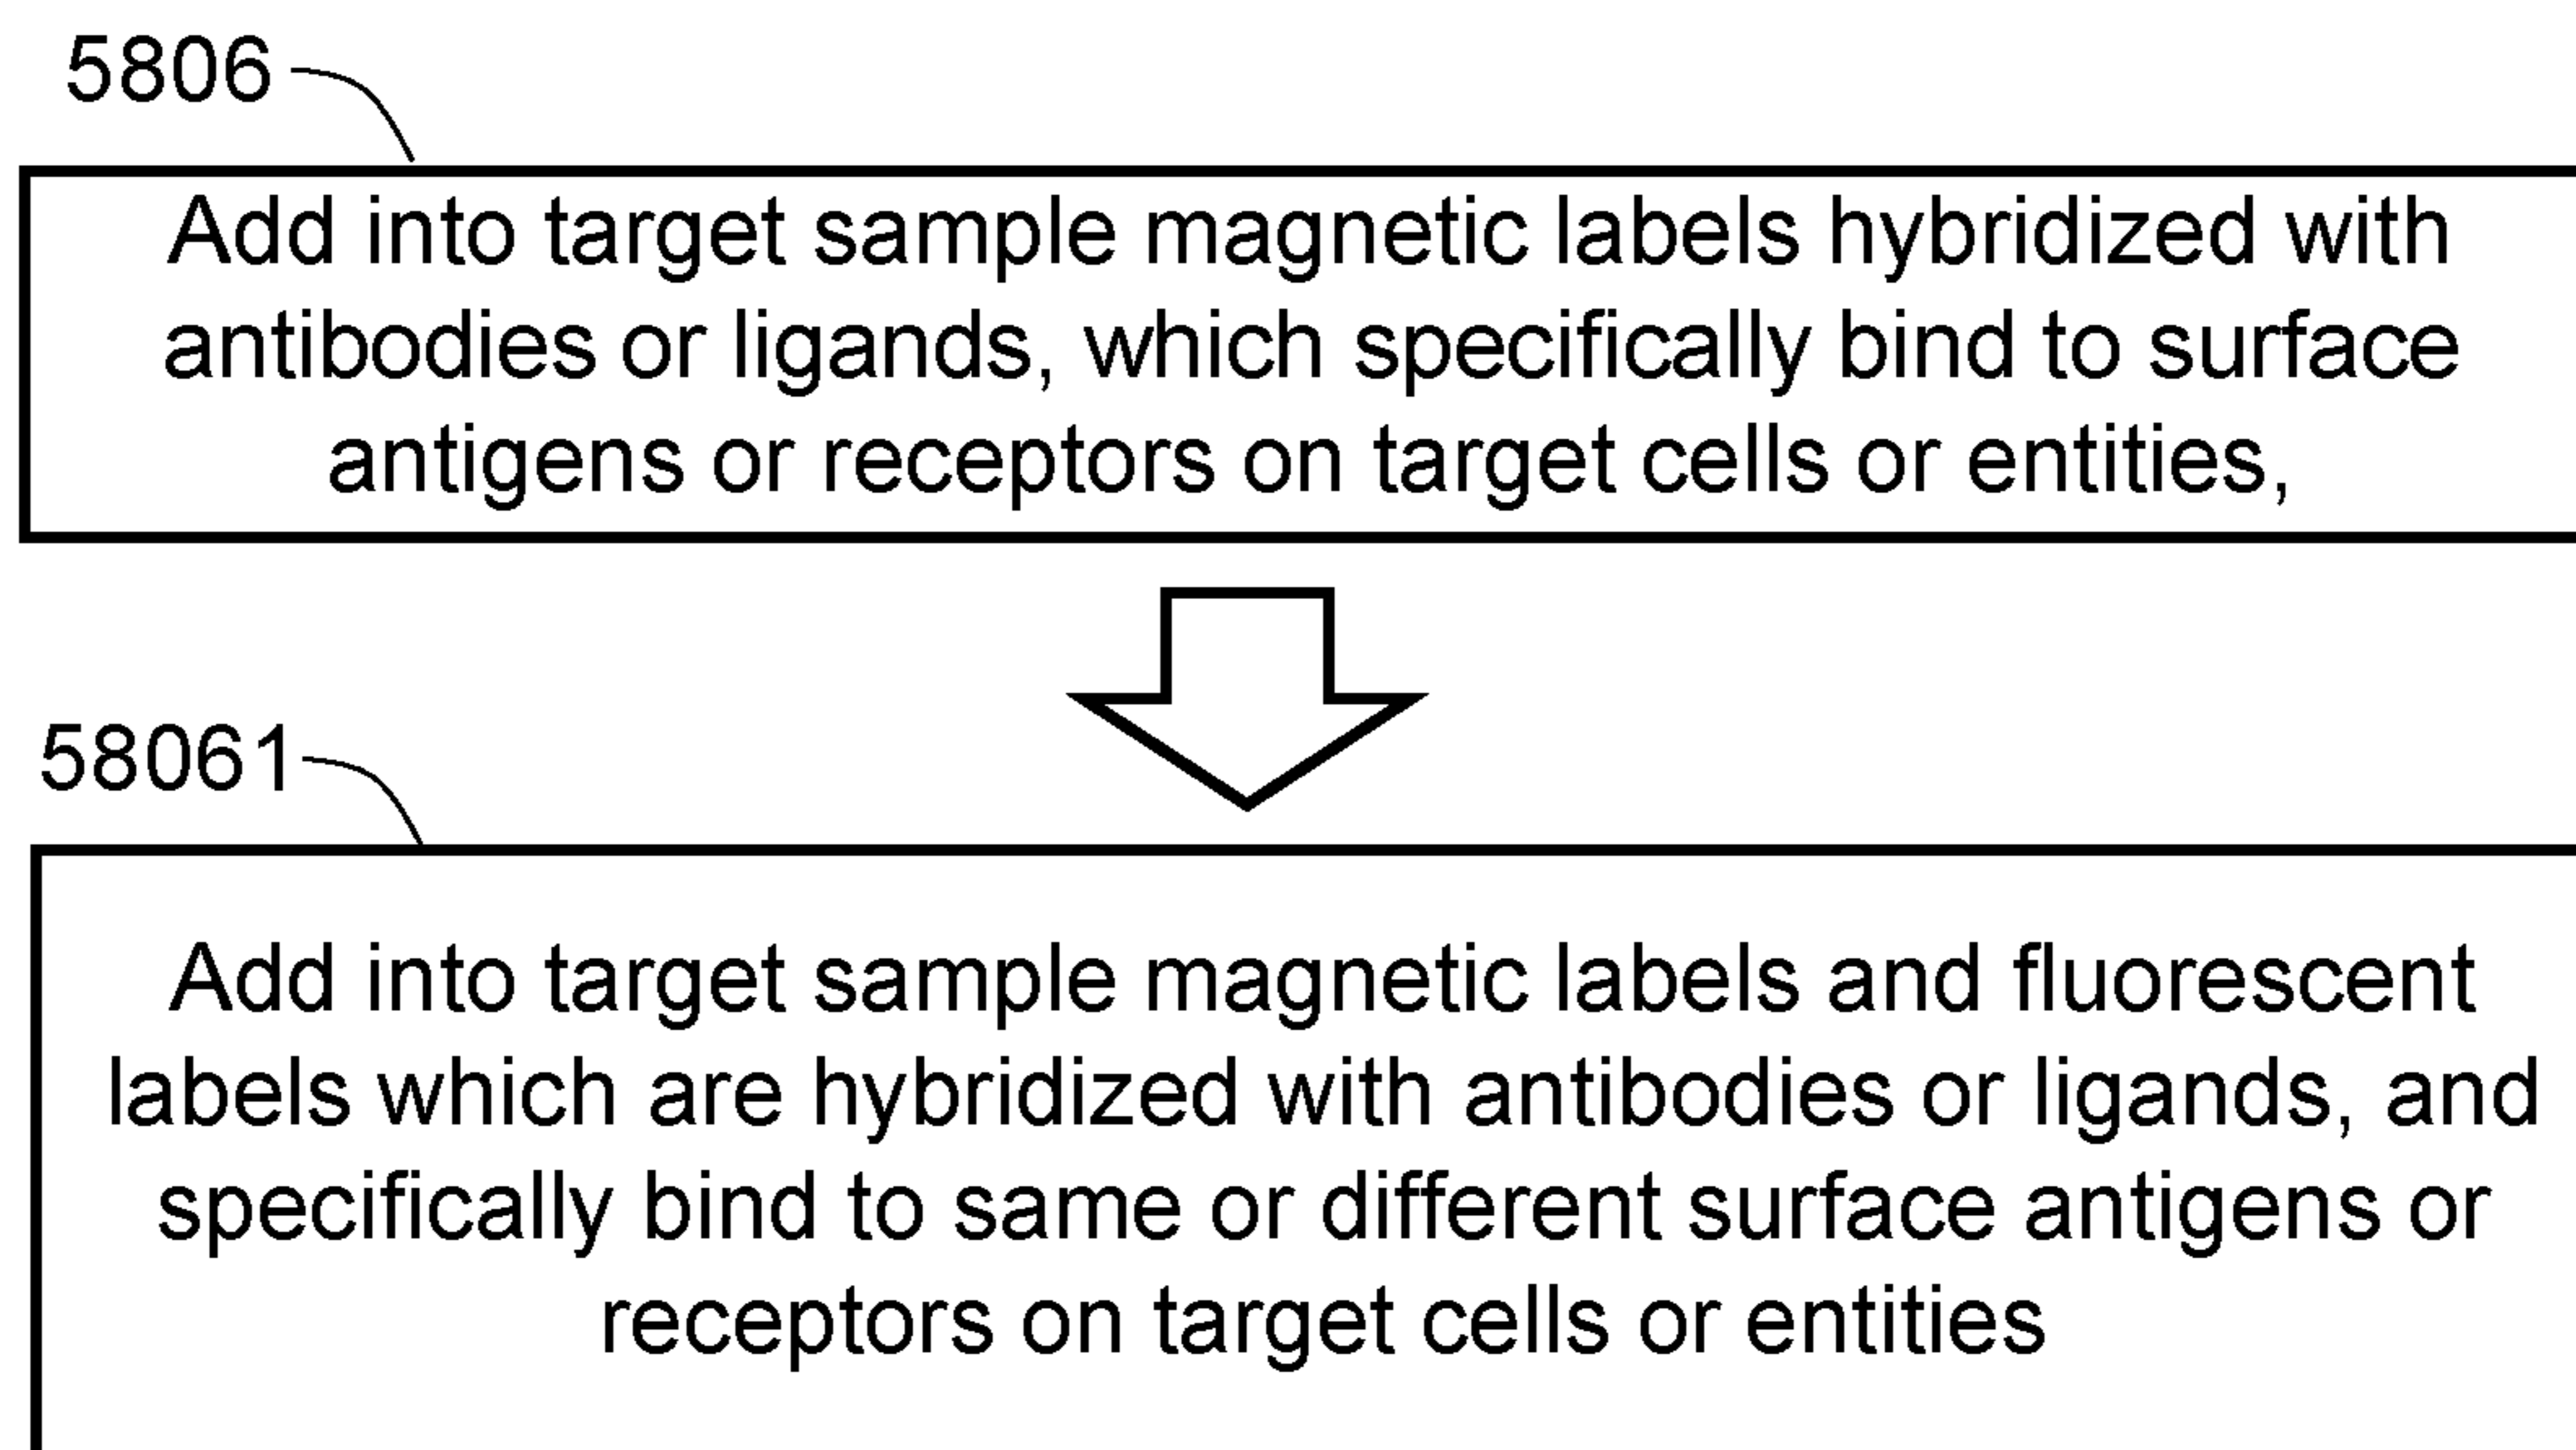 5806
Add into target sample magnetic labels hybridized with
antibodies or ligands, which specifically bind to surface
antigens or receptors on target cells or entities,
58061
Add into target sample magnetic labels and fluorescent
labels which are hybridized with antibodies or ligands, and
specifically bind to same or different surface antigens or
receptors on target cells or entities